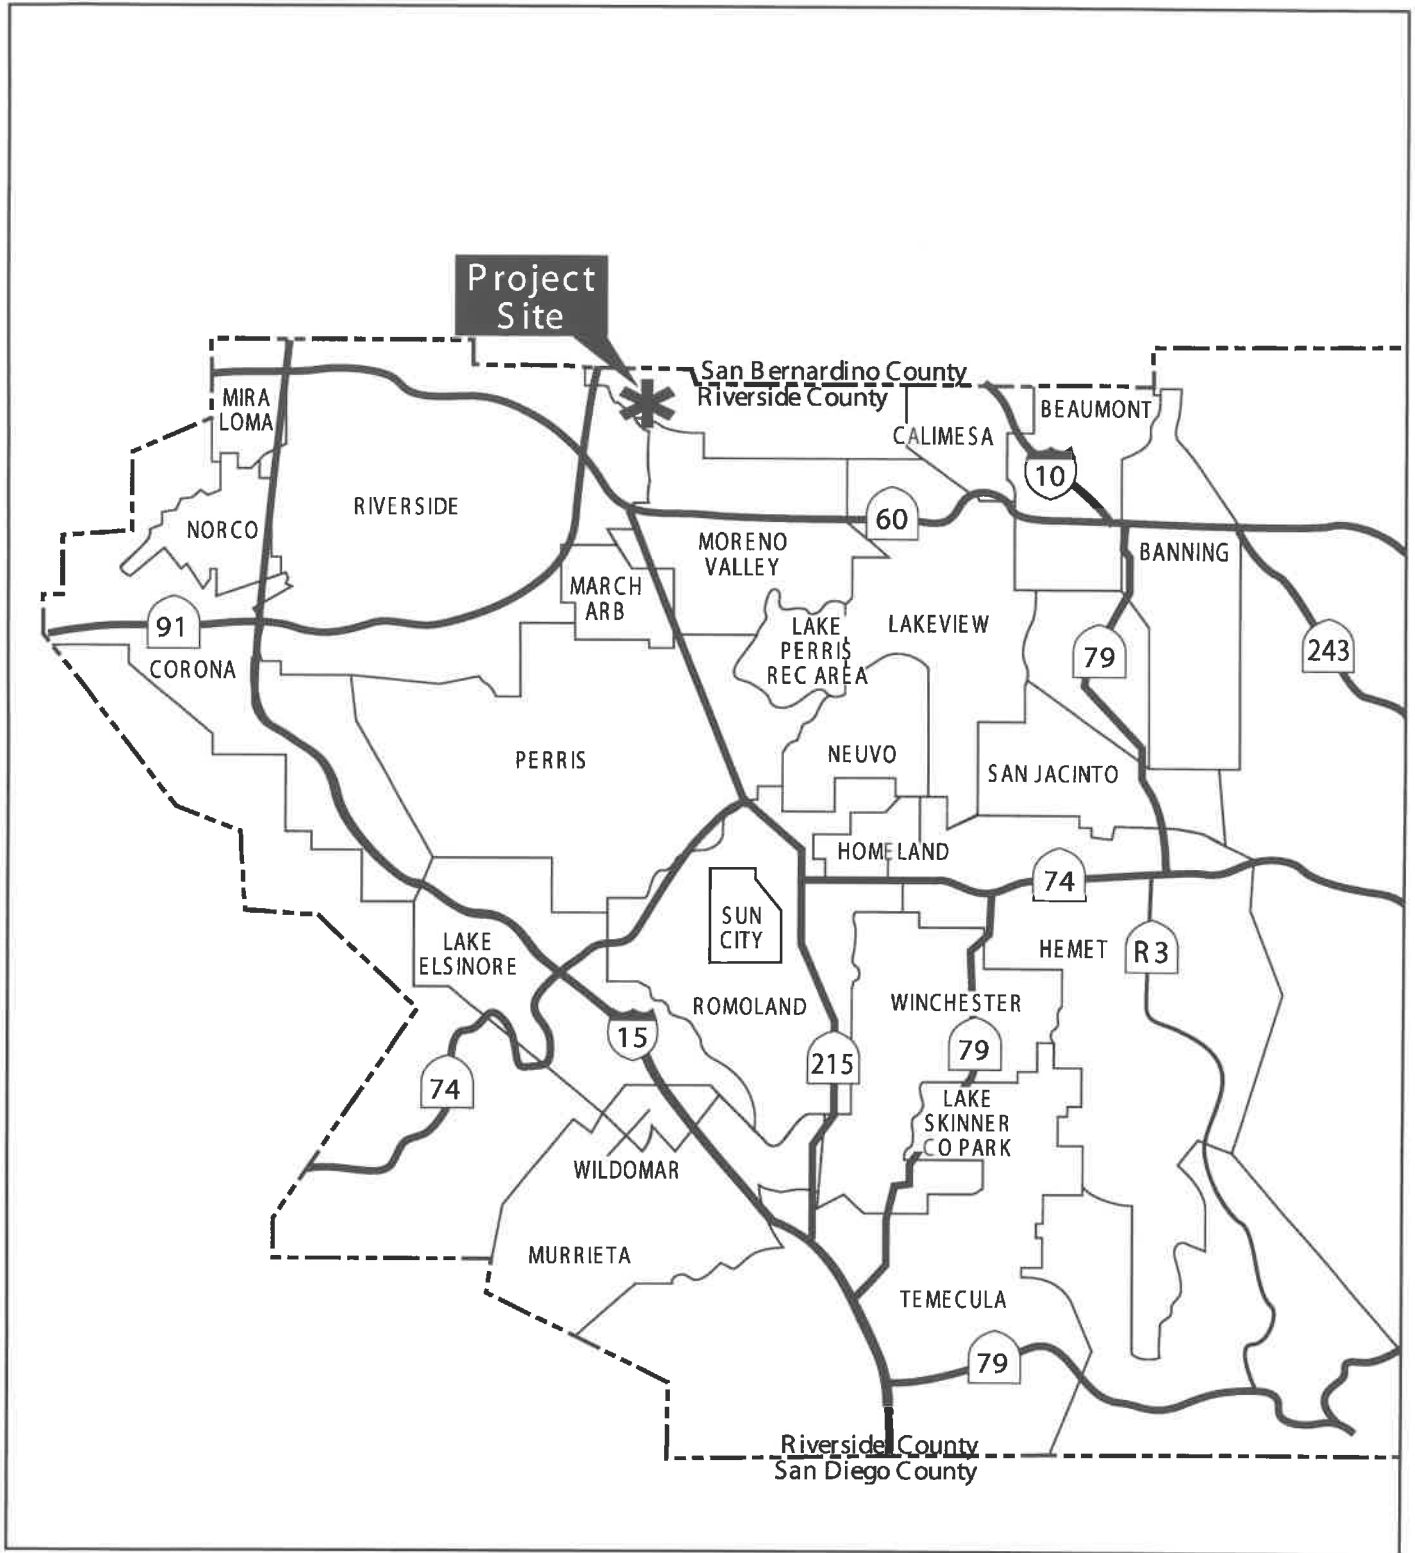 Project
Site
San Bernardino County
Riverside County
MIRA
LOMA
BEAUMONT
CALIMESA
10
RIVERSIDE
60
NORCO
MORENO
VALLEY
BANNING
MARCH
ARB
91
LAKE
PERRIS
REC AREA
LAKEVIEW
79
243
CORONA
PERRIS
NEUVO
SAN JACINTO
HOMELAND
74
SUN
CITY
LAKE
ELSINORE
HEMET
R3
ROMOLAND
WINCHESTER
15
215
79
74
LAKE
SKINNER
CO PARK
WILDOMAR
MURRIETA
TEMECULA
79
Riverside County
San Diego County